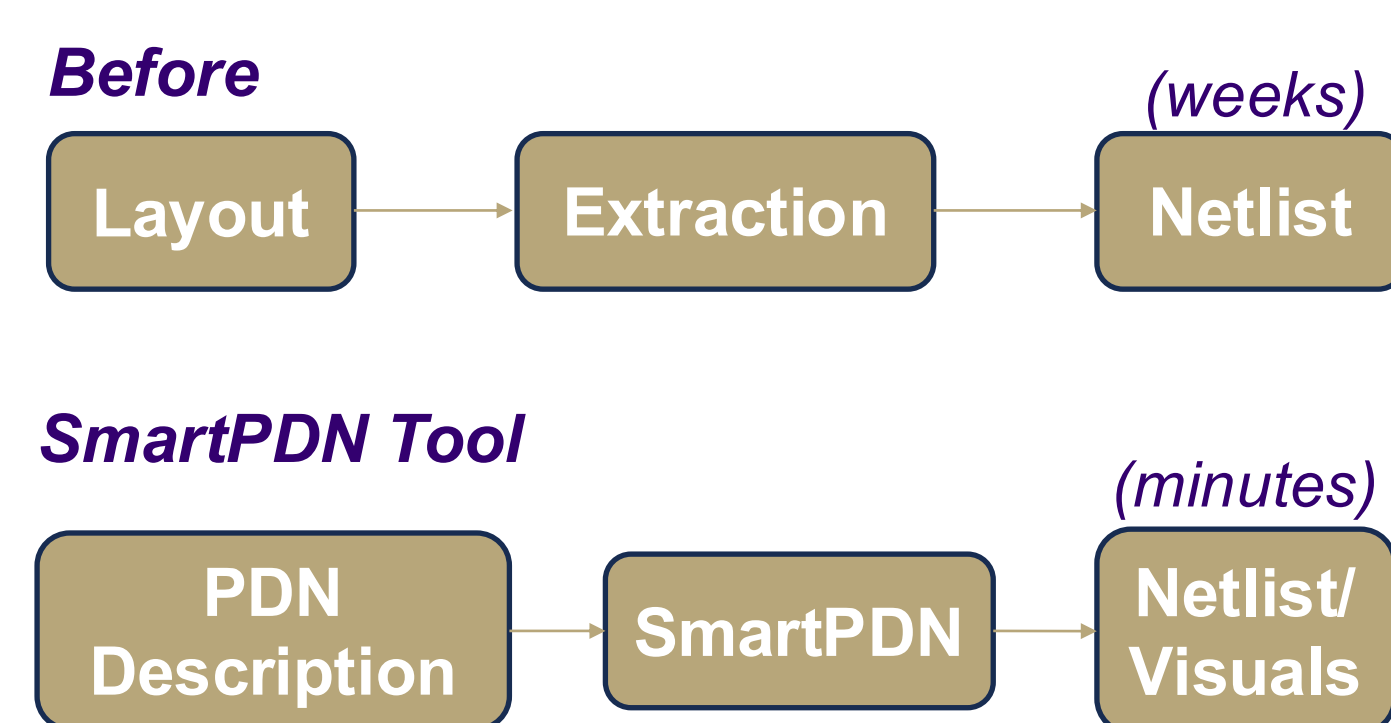 Before
(weeks)
Layout
Extraction
Netlist
SmartPDN Tool
(minutes)
PDN
Description
SmartPDN
Netlist/
Visuals